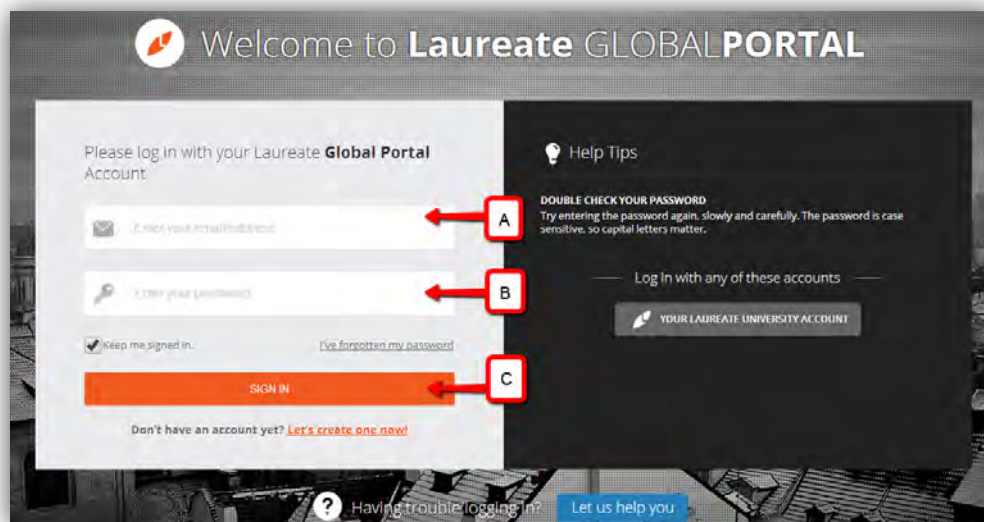 Welcome to Laureate GLOBALPORTAL
Please log in with your Laureate Global Portal
Account
Enter your email address
A
Enter your password
B
Keep me signed in.
I've forgotten my password
SIGN IN
C
Don't have an account yet? Let's create one now!
Help Tips
DOUBLE CHECK YOUR PASSWORD
Try entering the password again, slowly and carefully. The password is case
sensitive, so capital letters matter.
Log in with any of these accounts
YOUR LAUREATE UNIVERSITY ACCOUNT
? Having trouble logging in?
Let us help you